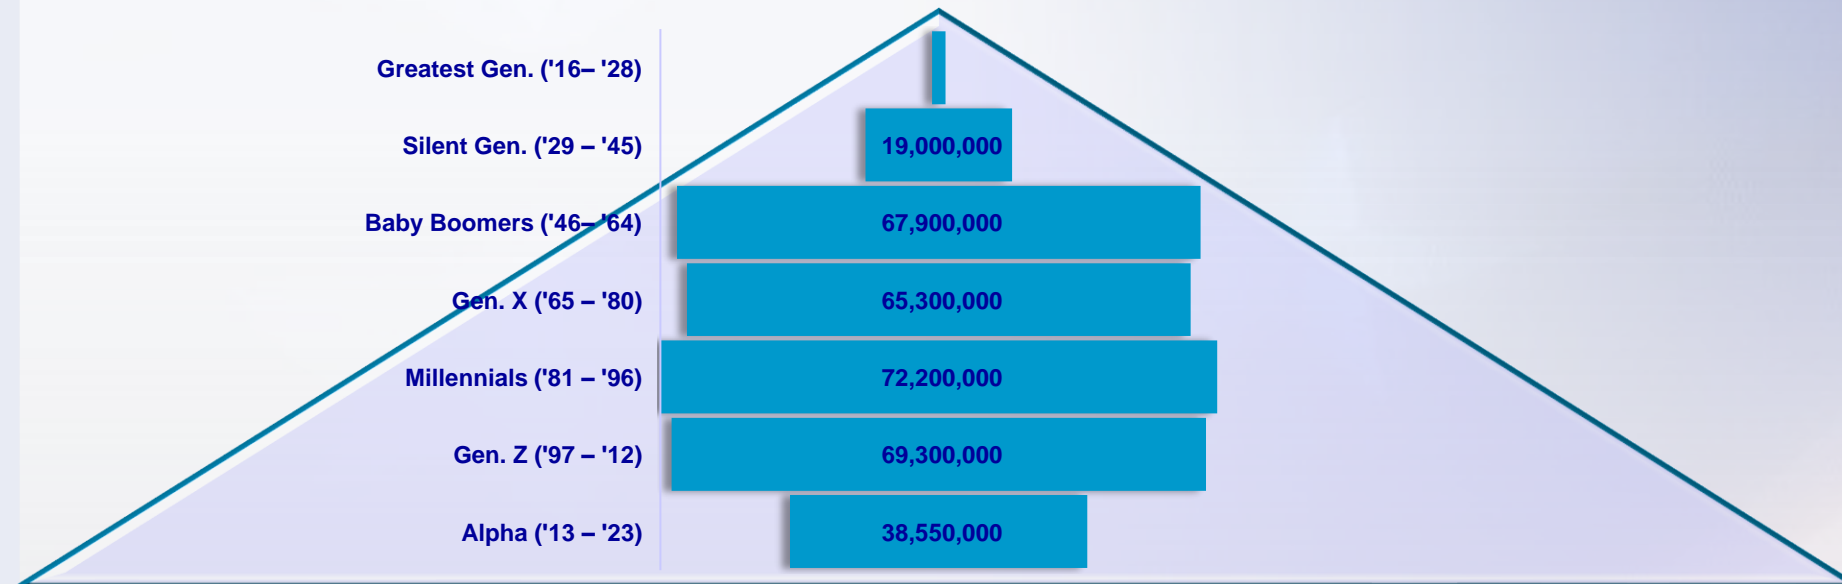 Greatest Gen. ('16– '28)
Silent Gen. ('29 – '45) 19,000,000
Baby Boomers ('46– '64) 67,900,000
Gen. X ('65 – '80) 65,300,000
Millennials ('81 – '96) 72,200,000
Gen. Z ('97 – '12) 69,300,000
Alpha ('13 – '23) 38,550,000